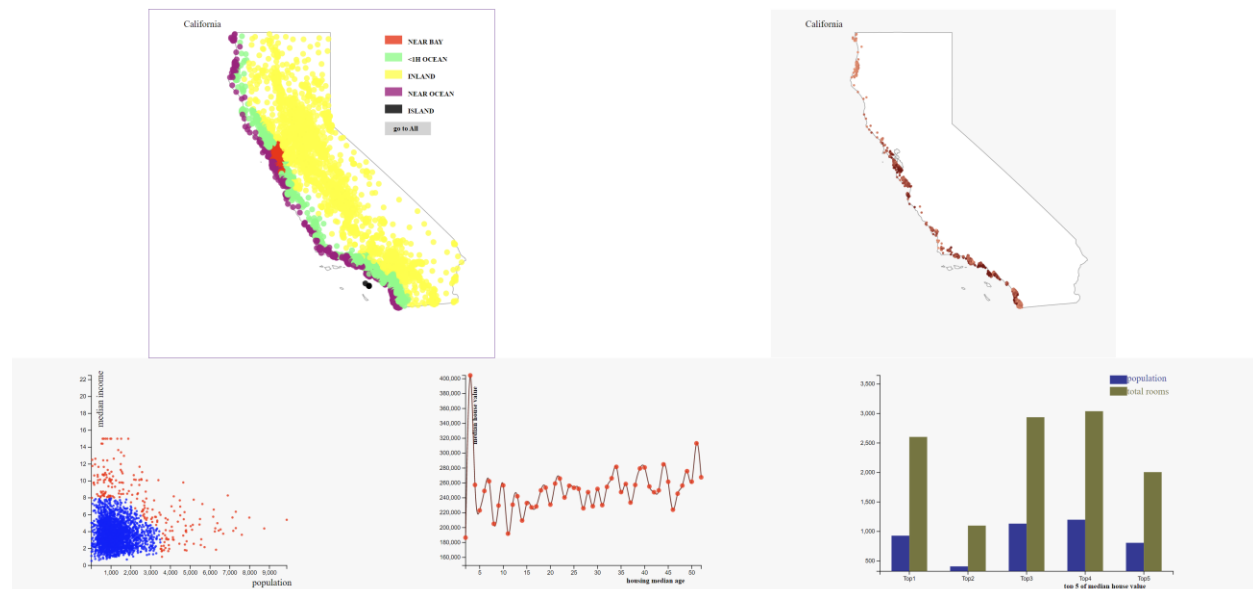 California
NEAR BAY
<1H OCEAN
INLAND
NEAR OCEAN
ISLAND
go to All
California
median income
22
20
18
16
14
12
10
8
6
4
2
0
1,000 2,000 3,000 4,000 5,000 6,000 7,000 8,000 9,000
population
median house value
400,000
380,000
360,000
340,000
320,000
300,000
280,000
260,000
240,000
220,000
200,000
180,000
160,000
5 10 15 20 25 30 35 40 45 50
housing median age
population
total rooms
3,500
3,000
2,500
2,000
1,500
1,000
500
Top1 Top2 Top3 Top4 Top5
top 5 of median house value